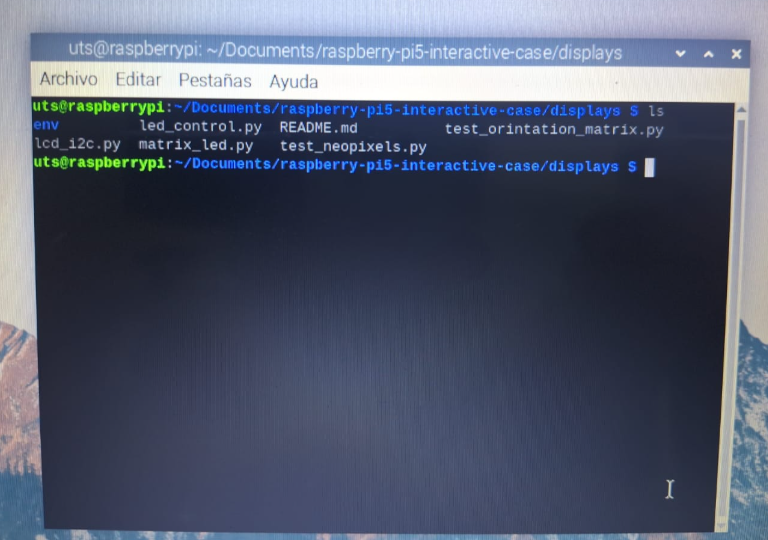 uts@raspberrypi: ~/Documents/raspberry-pi5-interactive-case/displays
Archivo Editar Pestañas Ayuda
uts@raspberrypi:~/Documents/raspberry-pi5-interactive-case/displays $ ls
env led_control.py README.md test_orintation_matrix.py
lcd_i2c.py matrix_led.py test_neopixels.py
uts@raspberrypi:~/Documents/raspberry-pi5-interactive-case/displays $